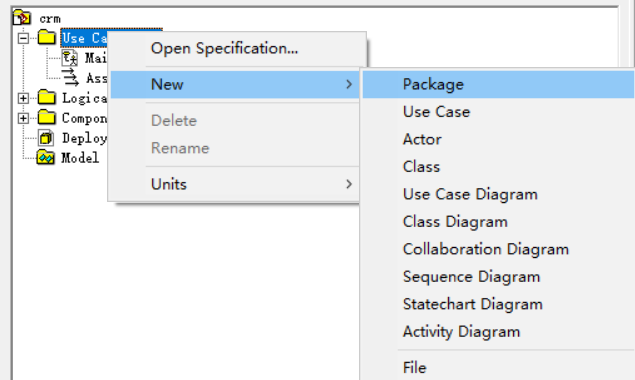 crm
Use Ca
Open Specification...
Mai
Ass
New
Package
Logica
Use Case
Compon
Delete
Actor
Deploy
Rename
Class
Model
Units
Use Case Diagram
Class Diagram
Collaboration Diagram
Sequence Diagram
Statechart Diagram
Activity Diagram
File